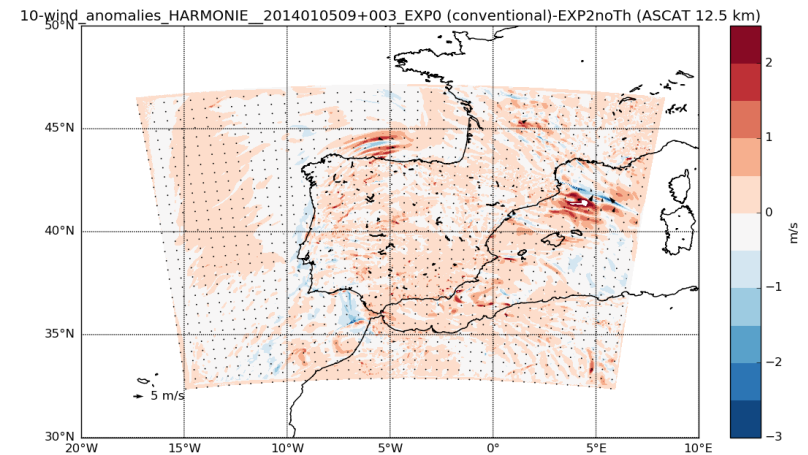 10-wind_anomalies_HARMONIE__2014010509+003_EXP0 (conventional)-EXP2noTh (ASCAT 12.5 km)
50°N
45°N
40°N
35°N
30°N
20°W 15°W 10°W 5°W 0° 5°E 10°E
5 m/s
2
1
0
−1
−2
−3
m/s